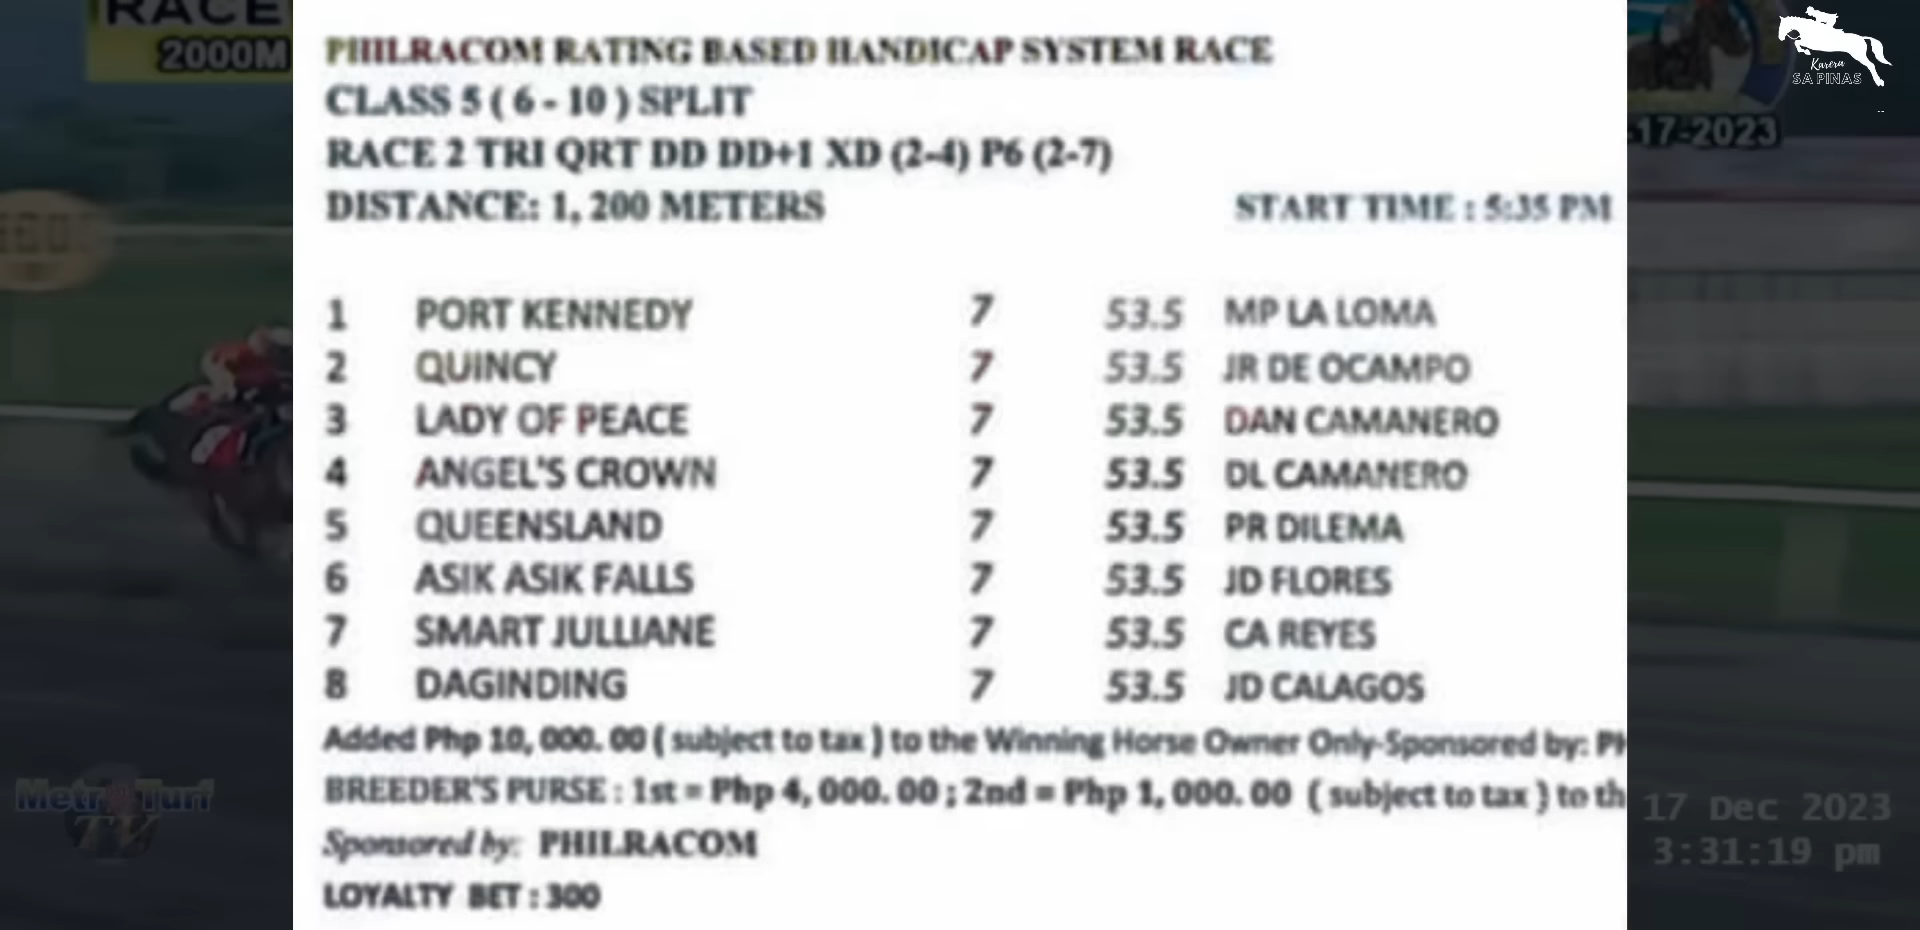 RACE
2000M
Karera
SA PINAS
-17-2023
PHILRACOM RATING BASED HANDICAP SYSTEM RACE
CLASS 5 ( 6 - 10 ) SPLIT
RACE 2 TRI QRT DD DD+1 XD (2-4) P6 (2-7)
DISTANCE: 1, 200 METERS START TIME : 5:35 PM
1 PORT KENNEDY 7 53.5 MP LA LOMA
2 QUINCY 7 53.5 JR DE OCAMPO
3 LADY OF PEACE 7 53.5 DAN CAMANERO
4 ANGEL'S CROWN 7 53.5 DL CAMANERO
5 QUEENSLAND 7 53.5 PR DILEMA
6 ASIK ASIK FALLS 7 53.5 JD FLORES
7 SMART JULLIANE 7 53.5 CA REYES
8 DAGINDING 7 53.5 JD CALAGOS
Added Php 10, 000. 00 ( subject to tax ) to the Winning Horse Owner Only-Sponsored by: PH
BREEDER'S PURSE : 1st = Php 4, 000. 00 ; 2nd = Php 1, 000. 00 ( subject to tax ) to th
Sponsored by: PHILRACOM
LOYALTY BET : 300
MetroTurf
TV
17 Dec 2023
3:31:19 pm